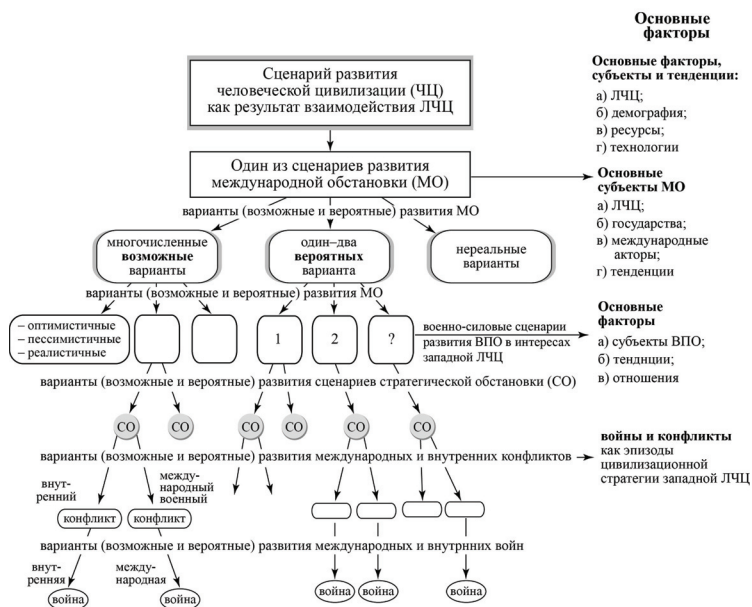 Основные
факторы
Сценарий развития
человеческой цивилизации (ЧЦ)
как результат взаимодействия ЛЧЦ
Основные факторы,
субъекты и тенденции:
а) ЛЧЦ;
б) демография;
в) ресурсы;
г) технологии
Один из сценариев развития
международной обстановки (МО)
Основные
субъекты МО
а) ЛЧЦ;
б) государства;
в) международные
акторы;
г) тенденции
варианты (возможные и вероятные) развития МО
многочисленные
возможные
варианты
один–два
вероятных
варианта
нереальные
варианты
варианты (возможные и вероятные) развития МО
– оптимистичные
– пессимистичные
– реалистичные
1
2
?
военно-силовые сценарии
развития ВПО в интересах
западной ЛЧЦ
Основные
факторы
а) субъекты ВПО;
б) тенднции;
в) отношения
варианты (возможные и вероятные) развития сценариев стратегической обстановки (СО)
СО
СО
СО
СО
СО
СО
варианты (возможные и вероятные) развития международных и внутренних конфликтов
войны и конфликты
как эпизоды
цивилизационной
стратегии западной ЛЧЦ
внут-
ренний
между-
народный
военный
конфликт
конфликт
варианты (возможные и вероятные) развития международных и внутрнних войн
внут-
ренняя
между-
народная
война
война
война
война
война